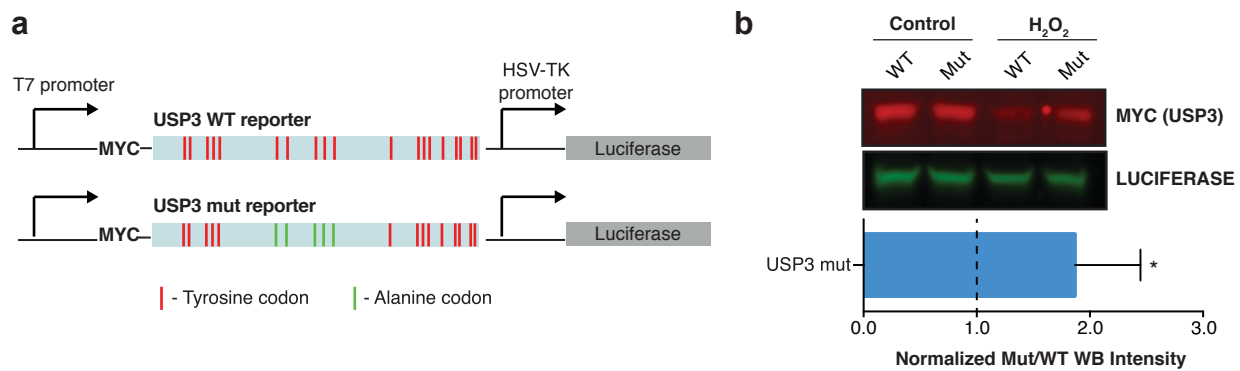 a
T7 promoter
HSV-TK
promoter
USP3 WT reporter
MYC
Luciferase
USP3 mut reporter
MYC
Luciferase
- Tyrosine codon
- Alanine codon
b
Control
H₂O₂
WT
Mut
WT
Mut
MYC (USP3)
LUCIFERASE
USP3 mut
*
0.0
1.0
2.0
3.0
Normalized Mut/WT WB Intensity